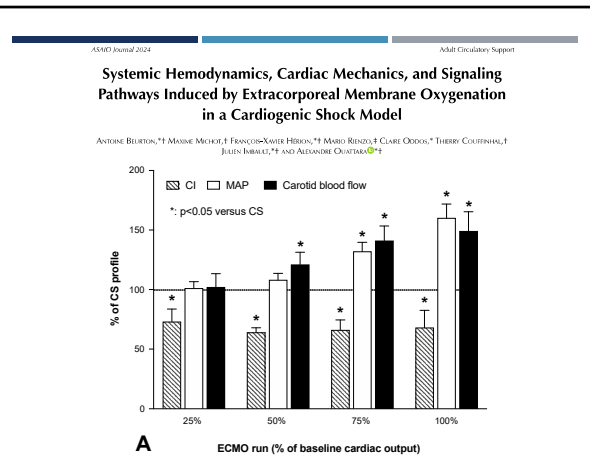 ASAIO Journal 2024
Adult Circulatory Support
Systemic Hemodynamics, Cardiac Mechanics, and Signaling
Pathways Induced by Extracorporeal Membrane Oxygenation
in a Cardiogenic Shock Model
Antoine Beurton,*† Maxime Michot,† François-Xavier Hérion,*† Mario Rienzo,‡ Claire Oddos,* Thierry Couffinhal,†
Julien Imbault,*† and Alexandre Ouattara*†
200
CI MAP Carotid blood flow
*: p<0.05 versus CS
150
100
50
0
% of CS profile
* * * * * * * * *
25% 50% 75% 100%
A
ECMO run (% of baseline cardiac output)